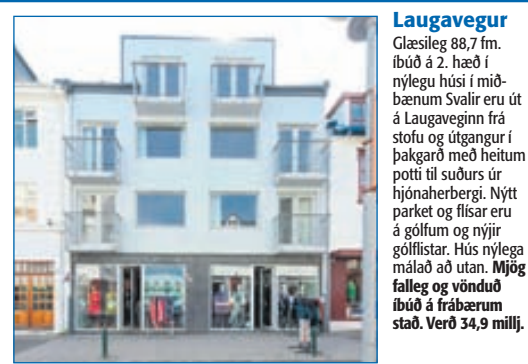 Laugavegur
Glæsileg 88,7 fm.
íbúð á 2. hæð í
nýlegu húsi í mið-
bænum Svalir eru út
á Laugaveginn frá
stofu og útgangur í
þakgarð með heitum
potti til suðurs úr
hjónaherbergi. Nýtt
parket og flísar eru
á gólfum og nýjir
gólflistar. Hús nýlega
málað að utan. Mjög
falleg og vönduð
íbúð á frábærum
stað. Verð 34,9 millj.